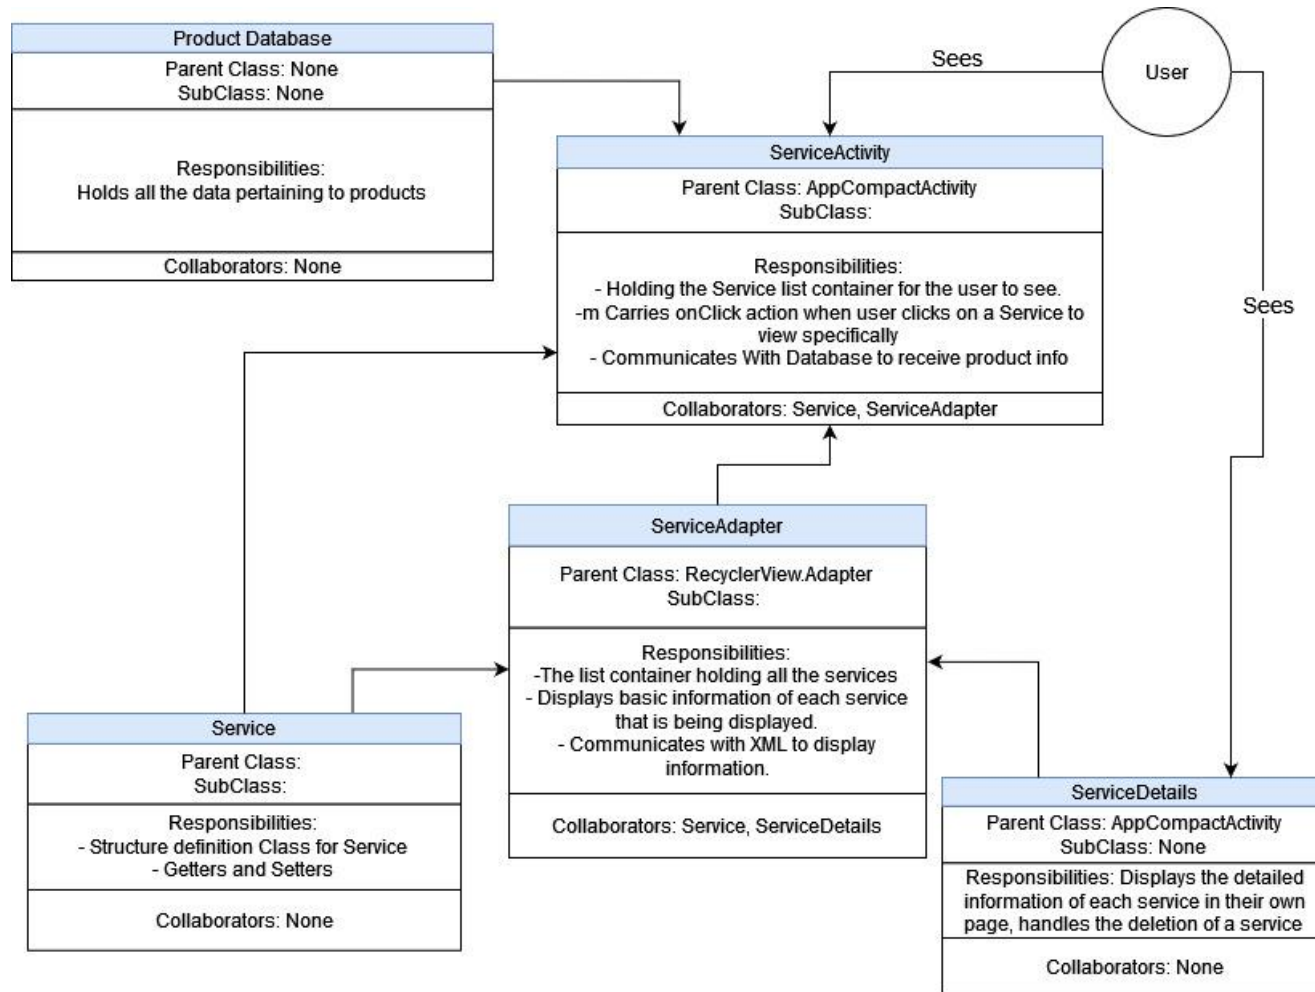 Product Database
Parent Class: None
SubClass: None
Responsibilities:
Holds all the data pertaining to products
Collaborators: None
Sees
User
ServiceActivity
Parent Class: AppCompactActivity
SubClass:
Responsibilities:
- Holding the Service list container for the user to see.
-m Carries onClick action when user clicks on a Service to
view specifically
- Communicates With Database to receive product info
Collaborators: Service, ServiceAdapter
Sees
ServiceAdapter
Parent Class: RecyclerView.Adapter
SubClass:
Responsibilities:
-The list container holding all the services
- Displays basic information of each service
that is being displayed.
- Communicates with XML to display
information.
Collaborators: Service, ServiceDetails
Service
Parent Class:
SubClass:
Responsibilities:
- Structure definition Class for Service
- Getters and Setters
Collaborators: None
ServiceDetails
Parent Class: AppCompactActivity
SubClass: None
Responsibilities: Displays the detailed
information of each service in their own
page, handles the deletion of a service
Collaborators: None